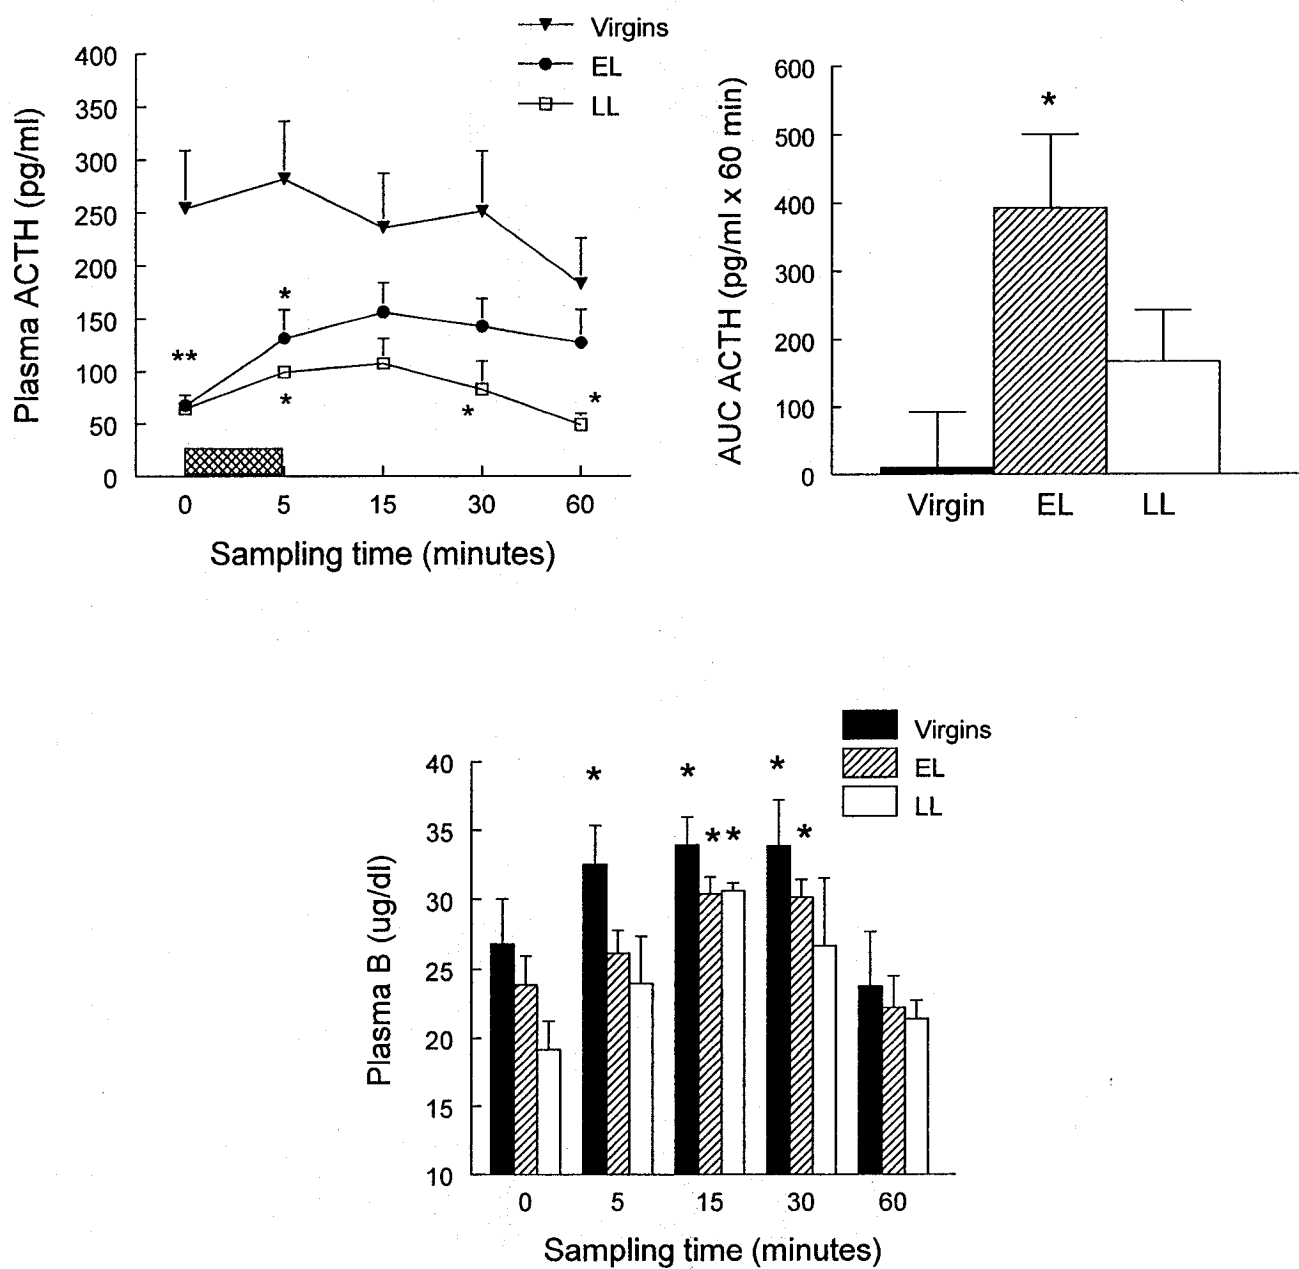 Virgins
EL
LL
Plasma ACTH (pg/ml)
400
350
300
250
200
150
100
50
0
*
**
*
*
*
0 5 15 30 60
Sampling time (minutes)
AUC ACTH (pg/ml x 60 min)
600
500
400
300
200
100
0
*
Virgin EL LL
Virgins
EL
LL
Plasma B (ug/dl)
40
35
30
25
20
15
10
* * *
* * *
0 5 15 30 60
Sampling time (minutes)